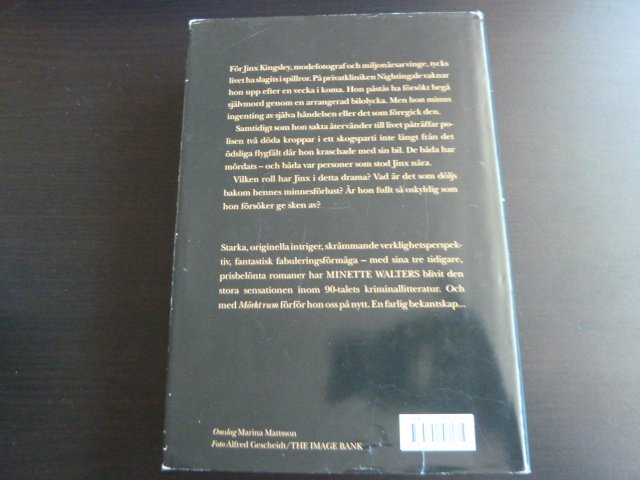 För Jinx Kingsley, modefotograf och miljonärsarvinge, tycks
livet ha slagits i spillror. På privatkliniken Nightingale vaknar
hon upp efter en vecka i koma. Hon påstås ha försökt begå
självmord genom en arrangerad bilolycka. Men hon minns
ingenting av själva händelsen eller det som föregick den.
Samtidigt som hon sakta återvänder till livet påträffar po-
lisen två döda kroppar i ett skogsparti inte långt från det
ödsliga flygfält där hon kraschade med sin bil. De båda har
mördats – och båda var personer som stod Jinx nära.
Vilken roll har Jinx i detta drama? Vad är det som döljs
bakom hennes minnesförlust? Är hon fullt så oskyldig som
hon försöker ge sken av?
Starka, originella intriger, skrämmande verklighetsperspek-
tiv, fantastisk fabuleringsförmåga – med sina tre tidigare,
prisbelönta romaner har MINETTE WALTERS blivit den
stora sensationen inom 90-talets kriminallitteratur. Och
med Mörkt rum förför hon oss på nytt. En farlig bekantskap...
Omslag Marina Mattsson
Foto Alfred Gescheidt/THE IMAGE BANK